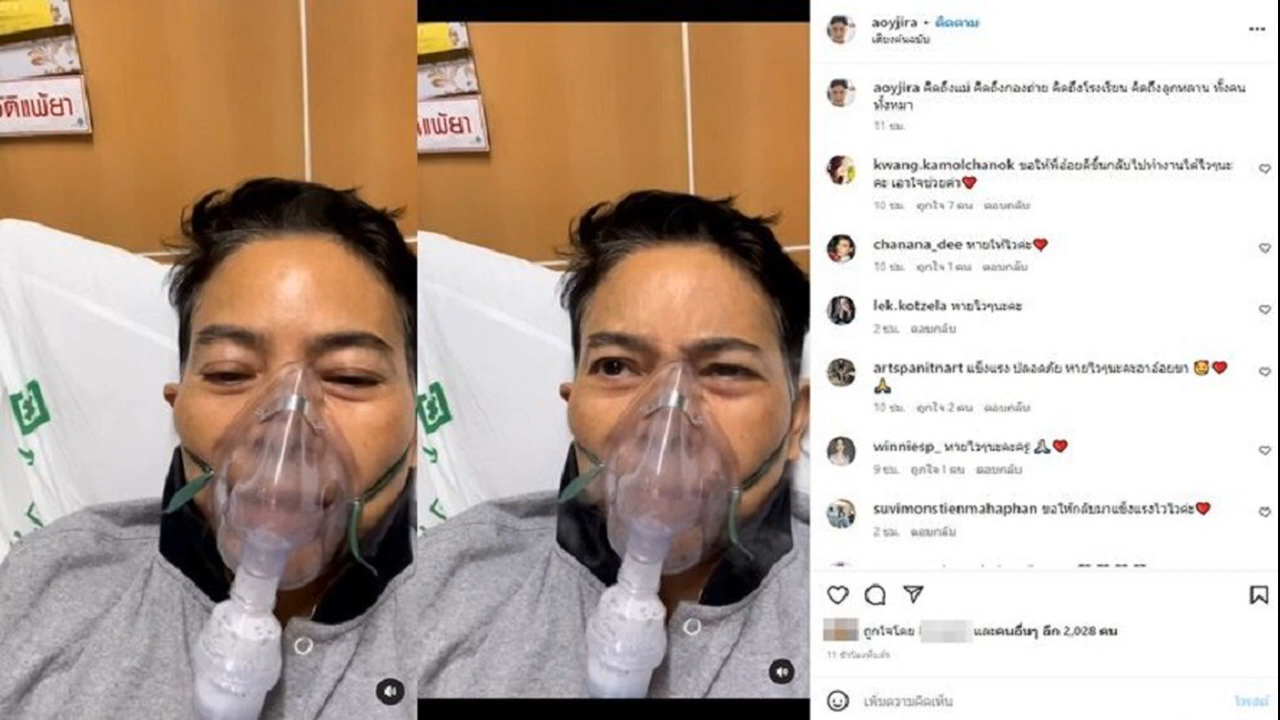 วัติแพ้ยา
แพ้ยา
aoyjira • ติดตาม
เสียงต้นฉบับ
aoyjira คิดถึงแม่ คิดถึงกองถ่าย คิดถึงโรงเรียน คิดถึงลูกหลาน ทั้งคน
ทั้งหมา
11 ชม.
kwang.kamolchanok ขอให้พี่อ้อยดีขึ้นกลับไปทำงานได้ไวๆนะ
คะ เอาใจช่วยค่า❤️
10 ชม. ถูกใจ 7 คน ตอบกลับ
chanana_dee หายให้ไวค่ะ❤️
10 ชม. ถูกใจ 1 คน ตอบกลับ
lek.kotzella หายไวๆนะคะ
2 ชม. ตอบกลับ
artspanitnart แข็งแรง ปลอดภัย หายไวๆนะคะอาอ้อยขา 🥰❤️
🙏
10 ชม. ถูกใจ 2 คน ตอบกลับ
winniesp_ หายไวๆนะคะครู 🙏❤️
9 ชม. ถูกใจ 1 คน ตอบกลับ
suvimonstienmahaphan ขอให้กลับมาแข็งแรงไวไวค่ะ❤️
2 ชม. ตอบกลับ
ถูกใจโดย และคนอื่นๆ อีก 2,028 คน
11 ชั่วโมงที่แล้ว
เพิ่มความคิดเห็น
โพสต์